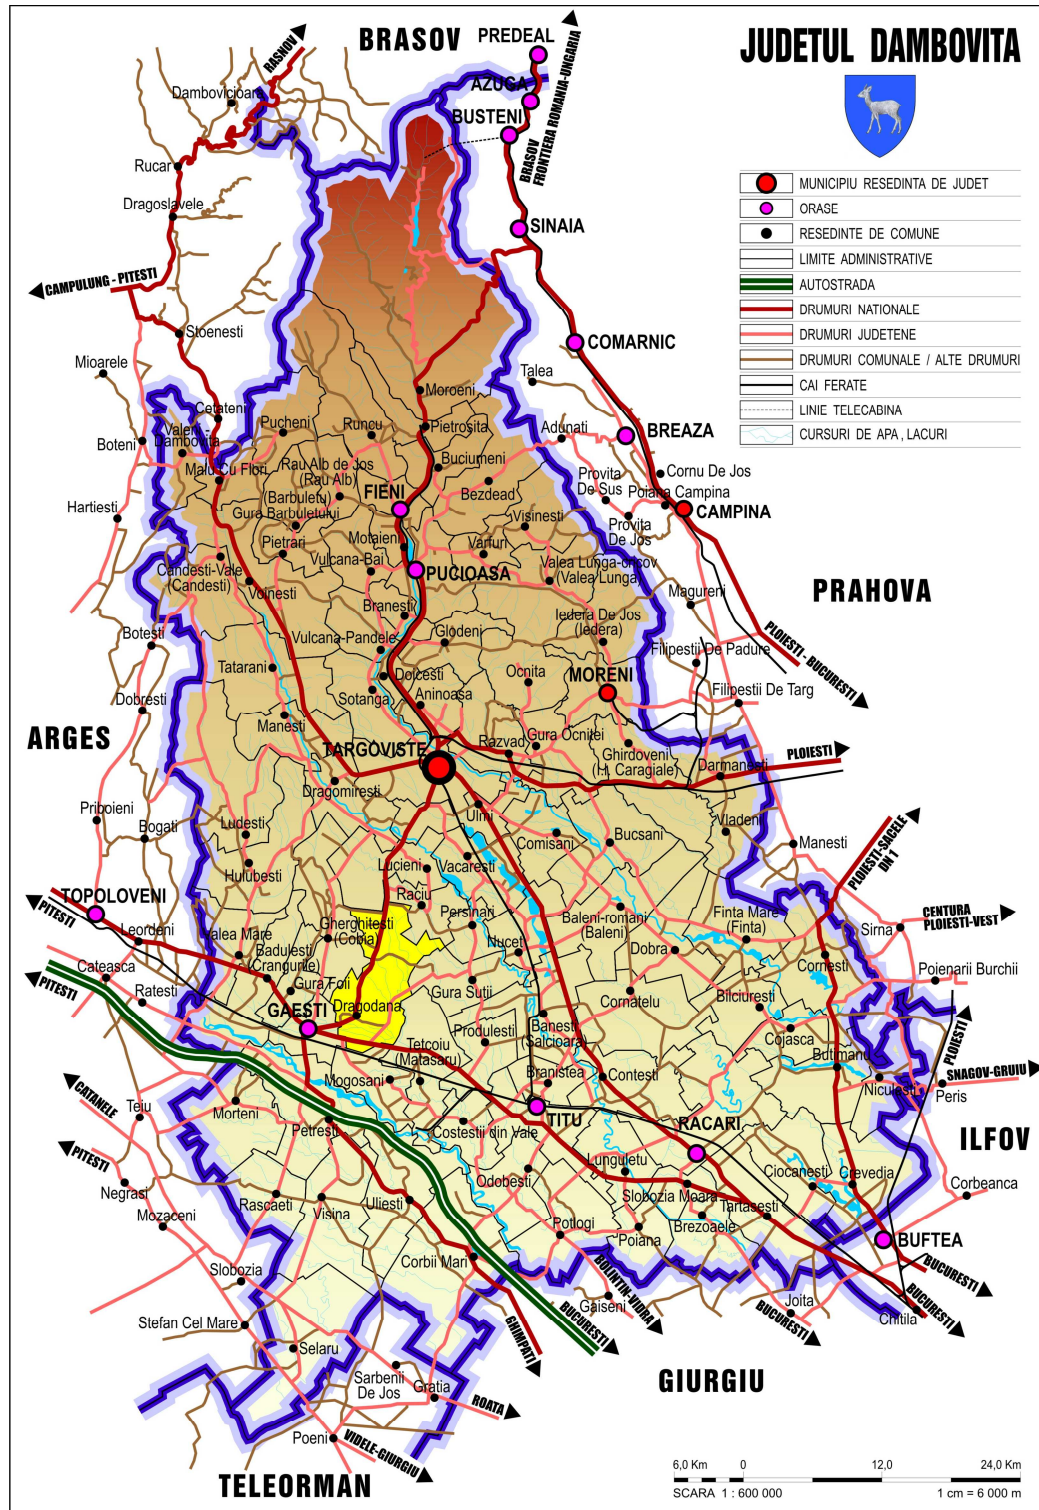 BRASOV
PREDEAL
JUDETUL DAMBOVITA
RASNOV
AZUGA
Dambovicioara
BUSTENI
BRASOV
FRONTIERA ROMANIA-UNGARIA
Rucar
MUNICIPIU RESEDINTA DE JUDET
Dragoslavele
ORASE
SINAIA
RESEDINTE DE COMUNE
LIMITE ADMINISTRATIVE
CAMPULUNG - PITESTI
AUTOSTRADA
DRUMURI NATIONALE
Stoenesti
DRUMURI JUDETENE
COMARNIC
Mioarele
DRUMURI COMUNALE / ALTE DRUMURI
Talea
CAI FERATE
Moroeni
LINIE TELECABINA
Cetateni
CURSURI DE APA , LACURI
Pucheni
Runcu
Pietrosita
Adunati
BREAZA
Boteni
Valeni -
Dambovita
Malu Cu Flori
Rau Alb de Jos
(Rau Alb)
Buciumeni
Cornu De Jos
Provita
De Sus
Poiana Campina
Bezdead
(Barbuletu)
FIENI
CAMPINA
Hartiesti
Gura Barbuletului
Visinesti
Provita
De Jos
Motaieni
Pietrari
Vulcana-Bai
Varfuri
Candesti-Vale
(Candesti)
Voinesti
PUCIOASA
Valea Lunga-cricov
(Valea Lunga)
PRAHOVA
Magureni
Branesti
Iedera De Jos
(Iedera)
Botesti
Vulcana-Pandele
Glodeni
PLOIESTI - BUCURESTI
Filipestii De Padure
Tatarani
Dolcesti
Ocnita
MORENI
Filipestii De Targ
Dobresti
Sotanga
Aninoasa
Manesti
ARGES
TARGOVISTE
Razvad
Gura Ocnitei
Ghirdoveni
(H. Caragiale)
PLOIESTI
Darmanesti
Dragomiresti
Priboieni
Ulmi
Bogati
Ludesti
Comisani
Bucsani
Vladeni
Manesti
PLOIESTI-SACELE
DN 1
Hulubesti
Lucieni
Vacaresti
Raciu
TOPOLOVENI
PITESTI
Persinari
Baleni-romani
(Baleni)
Finta Mare
(Finta)
CENTURA
PLOIESTI-VEST
Gherghitesti
(Cobia)
Sirna
Leordeni
Valea Mare
Nucet
Dobra
Badulesti
(Crangurile)
Cornesti
Cateasca
PITESTI
Poienarii Burchii
Ratesti
Gura Foii
Gura Sutii
Cornatelu
Bilciuresti
GAESTI
Dragodana
Produlesti
Banesti
(Salcioara)
Cojasca
PLOIESTI
Tetcoiu
(Matasaru)
Butimanu
Mogosani
Branistea
Contesti
Niculesti
SNAGOV-GRUIU
Peris
CATANELE
Teiu
Morteni
TITU
RACARI
Petresti
Costestii din Vale
ILFOV
PITESTI
Negrasi
Odobesti
Lunguletu
Ciocanesti
Crevedia
Corbeanca
Rascaeti
Visina
Uliesti
Slobozia Moara
Tartasesti
Mozaceni
Brezoaele
Potlogi
Poiana
BUFTEA
Corbii Mari
Slobozia
BOLINTIN-VIDRA
BUCURESTI
Gaiseni
Joita
BUCURESTI
Stefan Cel Mare
GHIMPATI
BUCURESTI
BUCURESTI
Chitila
Selaru
Sarbenii
De Jos
GIURGIU
Gratia
ROATA
Poeni
VIDELE-GIURGIU
TELEORMAN
6,0 Km 0 12,0 24,0 Km
SCARA 1 : 600 000 1 cm = 6 000 m